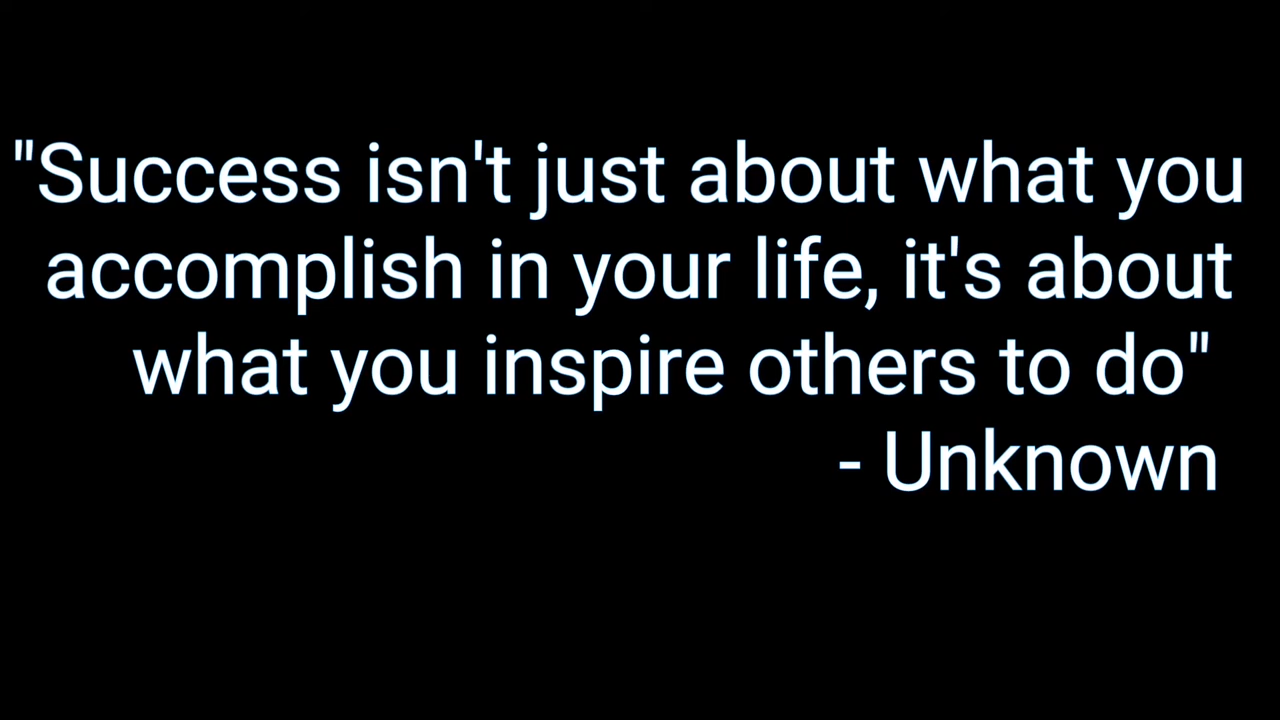 "Success isn't just about what you
accomplish in your life, it's about
what you inspire others to do"
- Unknown